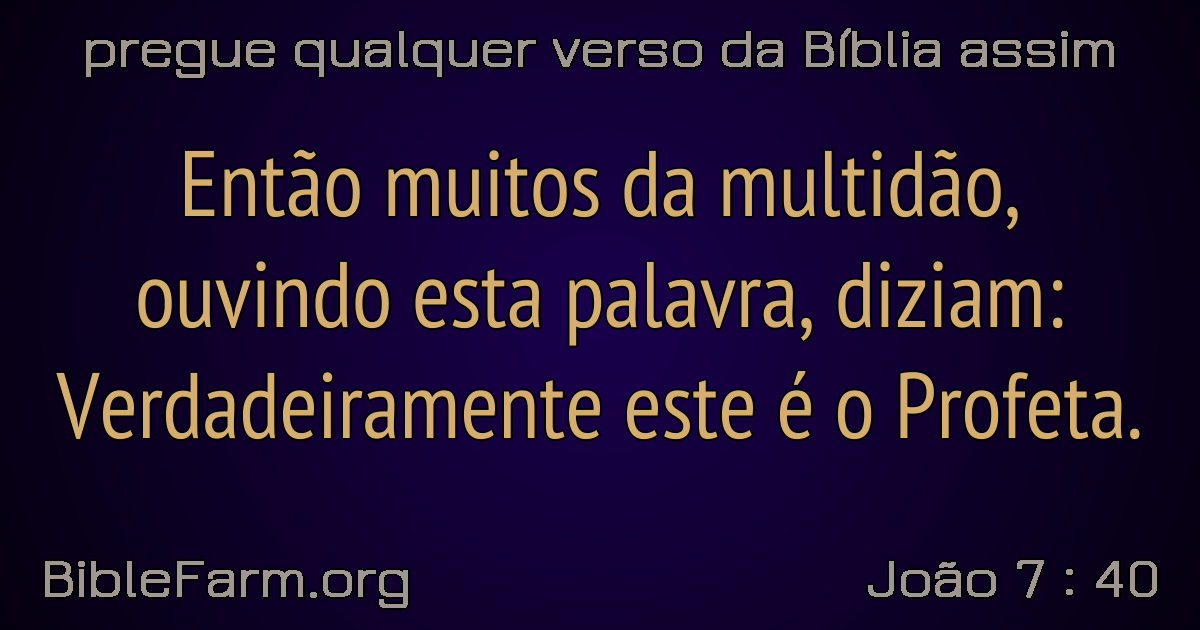 pregue qualquer verso da Bíblia assim
Então muitos da multidão,
ouvindo esta palavra, diziam:
Verdadeiramente este é o Profeta.
BibleFarm.org
João 7 : 40